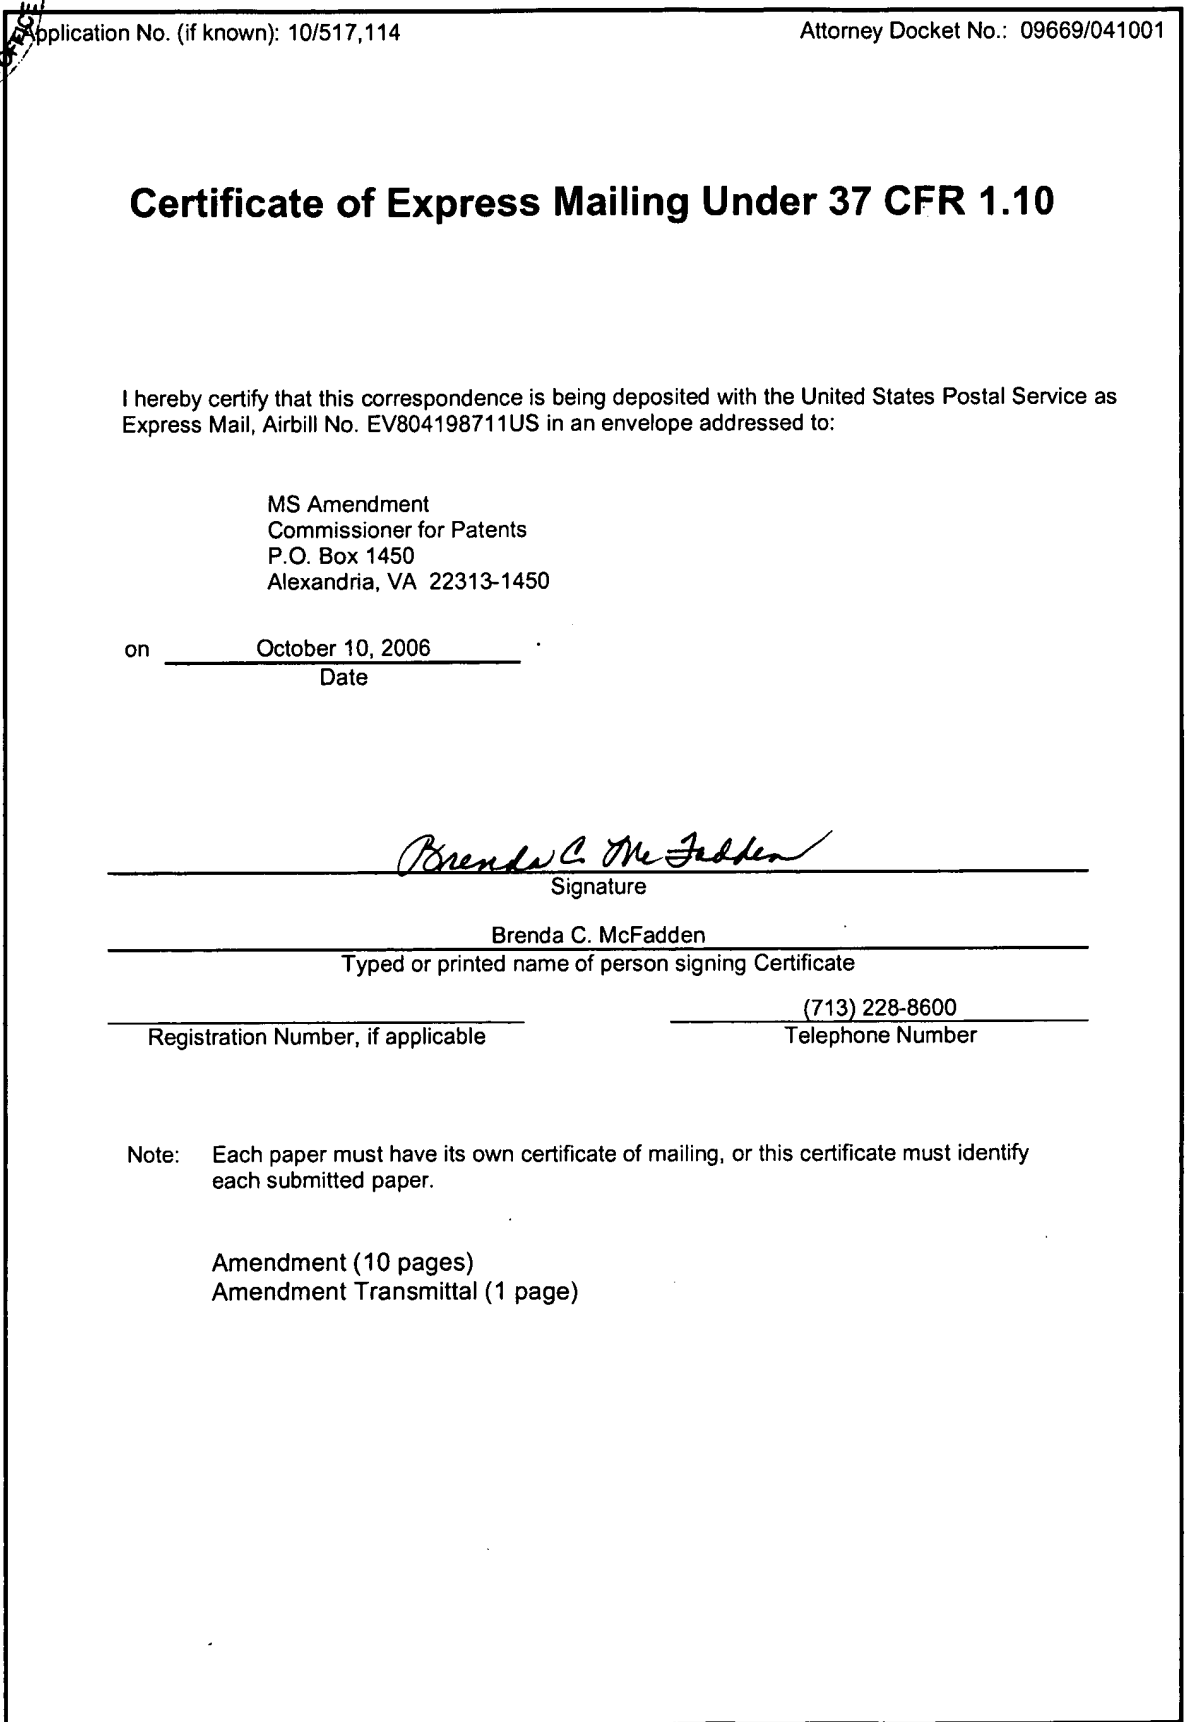 OFFICE
Application No. (if known): 10/517,114
Attorney Docket No.: 09669/041001
Certificate of Express Mailing Under 37 CFR 1.10
I hereby certify that this correspondence is being deposited with the United States Postal Service as
Express Mail, Airbill No. EV804198711US in an envelope addressed to:
MS Amendment
Commissioner for Patents
P.O. Box 1450
Alexandria, VA 22313-1450
on October 10, 2006
Date
Brenda C. McFadden
Signature
Brenda C. McFadden
Typed or printed name of person signing Certificate
(713) 228-8600
Registration Number, if applicable
Telephone Number
Note: Each paper must have its own certificate of mailing, or this certificate must identify
each submitted paper.
Amendment (10 pages)
Amendment Transmittal (1 page)